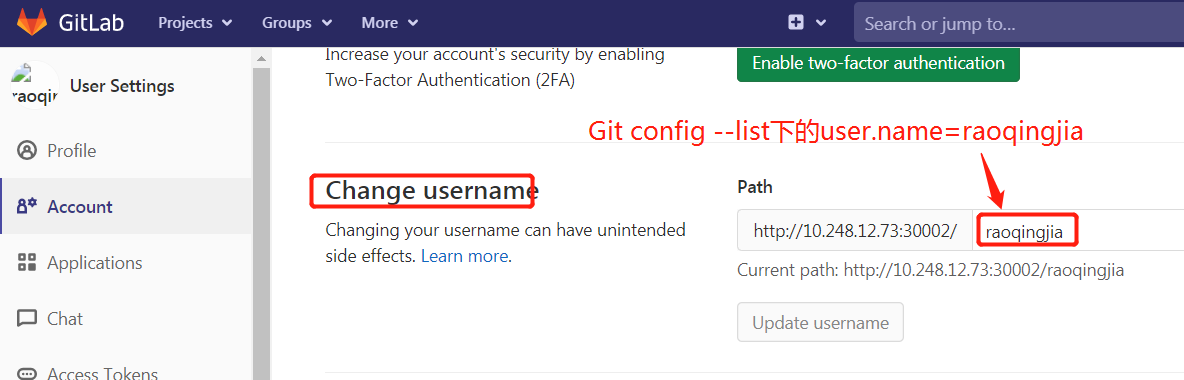 GitLab Projects Groups More Search or jump to...
User Settings
Profile
Account
Applications
Chat
Access Tokens
Increase your account's security by enabling
Two-Factor Authentication (2FA)
Enable two-factor authentication
Git config --list下的user.name=raoqingjia
Change username
Changing your username can have unintended
side effects. Learn more.
Path
http://10.248.12.73:30002/ raoqingjia
Current path: http://10.248.12.73:30002/raoqingjia
Update username